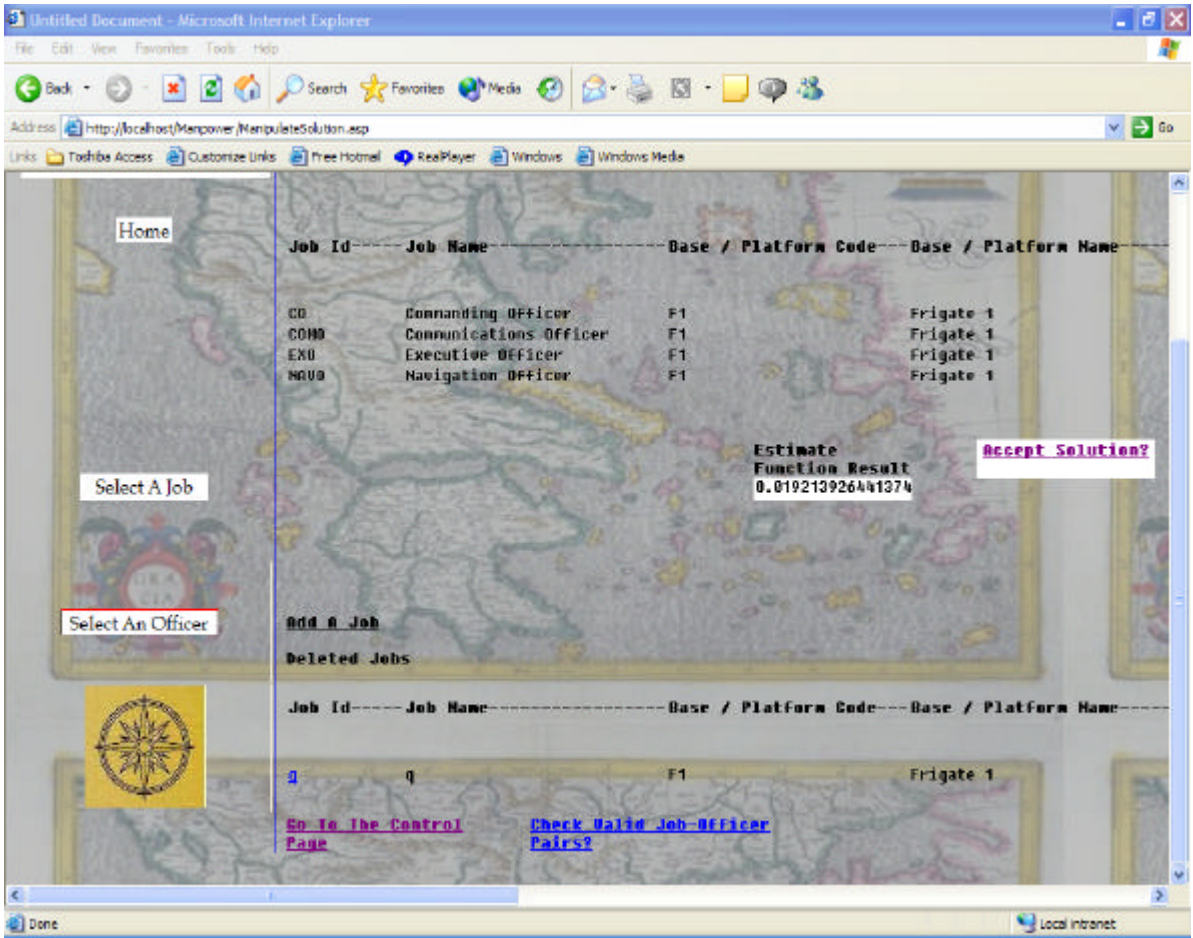 Untitled Document - Microsoft Internet Explorer
File Edit View Favorites Tools Help
Back Search Favorites Media
Address http://localhost/Manpower/ManipulateSolution.asp Go
Links Toshiba Access Customize Links Free Hotmail RealPlayer Windows Windows Media
Home
Job Id-----Job Name------------------Base / Platform Code---Base / Platform Name-----
CO Commanding Officer F1 Frigate 1
COMO Communications Officer F1 Frigate 1
EXO Executive Officer F1 Frigate 1
NAVO Navigation Officer F1 Frigate 1
Estimate
Function Result
0.019213926441374
Accept Solution?
Select A Job
Select An Officer
Add A Job
Deleted Jobs
Job Id-----Job Name------------------Base / Platform Code---Base / Platform Name-----
q q F1 Frigate 1
Go To The Control
Page
Check Valid Job-Officer
Pairs?
Done Local intranet